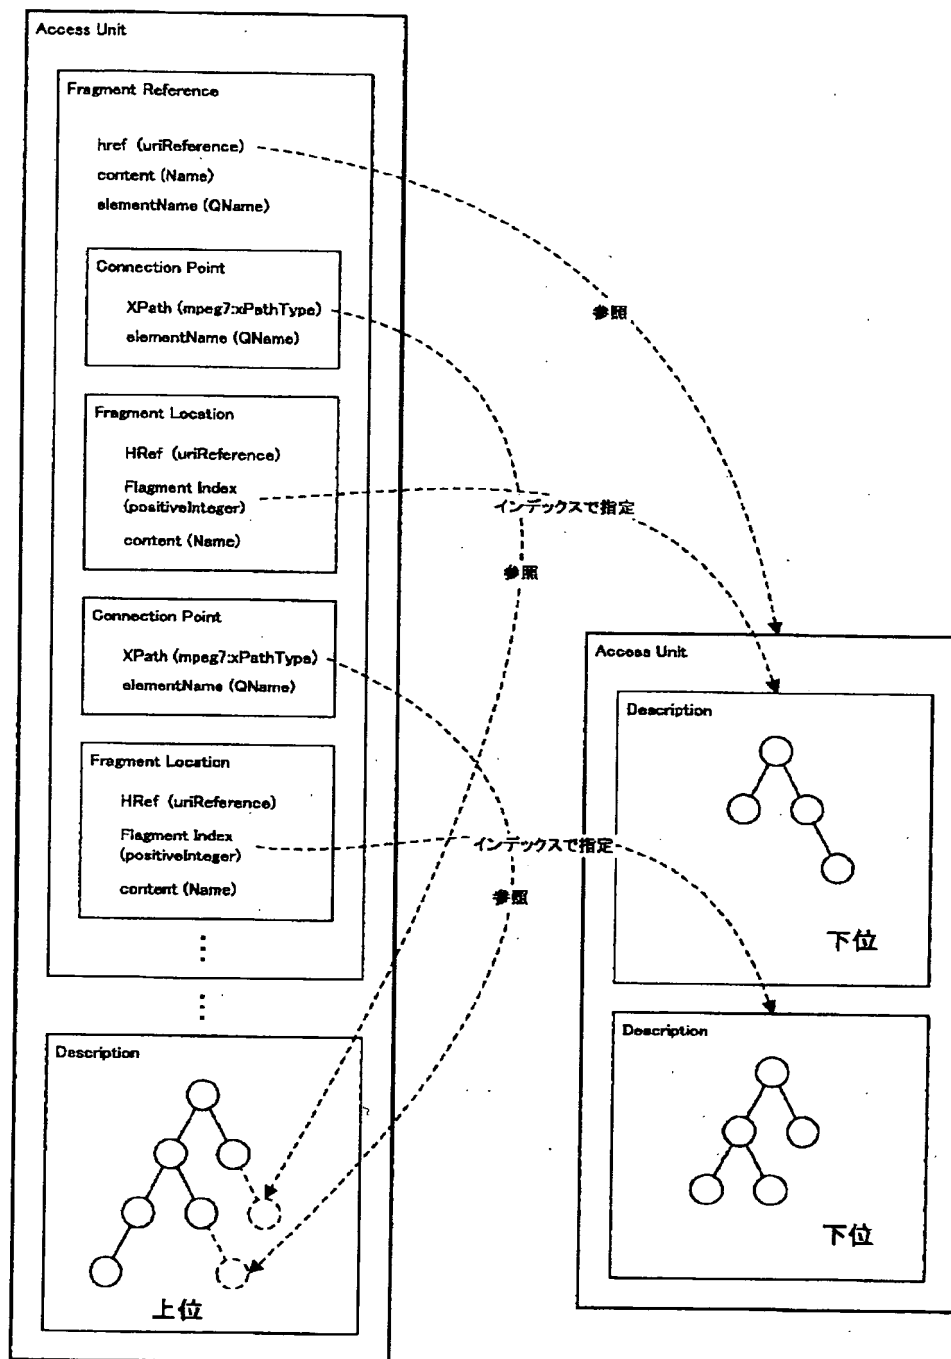 Access Unit
Fragment Reference
href (uriReference)
content (Name)
elementName (QName)
Connection Point
XPath (mpeg7:xPathType)
elementName (QName)
Fragment Location
HRef (uriReference)
Flagment Index
(positiveInteger)
content (Name)
Connection Point
XPath (mpeg7:xPathType)
elementName (QName)
Fragment Location
HRef (uriReference)
Flagment Index
(positiveInteger)
content (Name)
Description
上位
参照
インデックスで指定
参照
インデックスで指定
参照
Access Unit
Description
下位
Description
下位